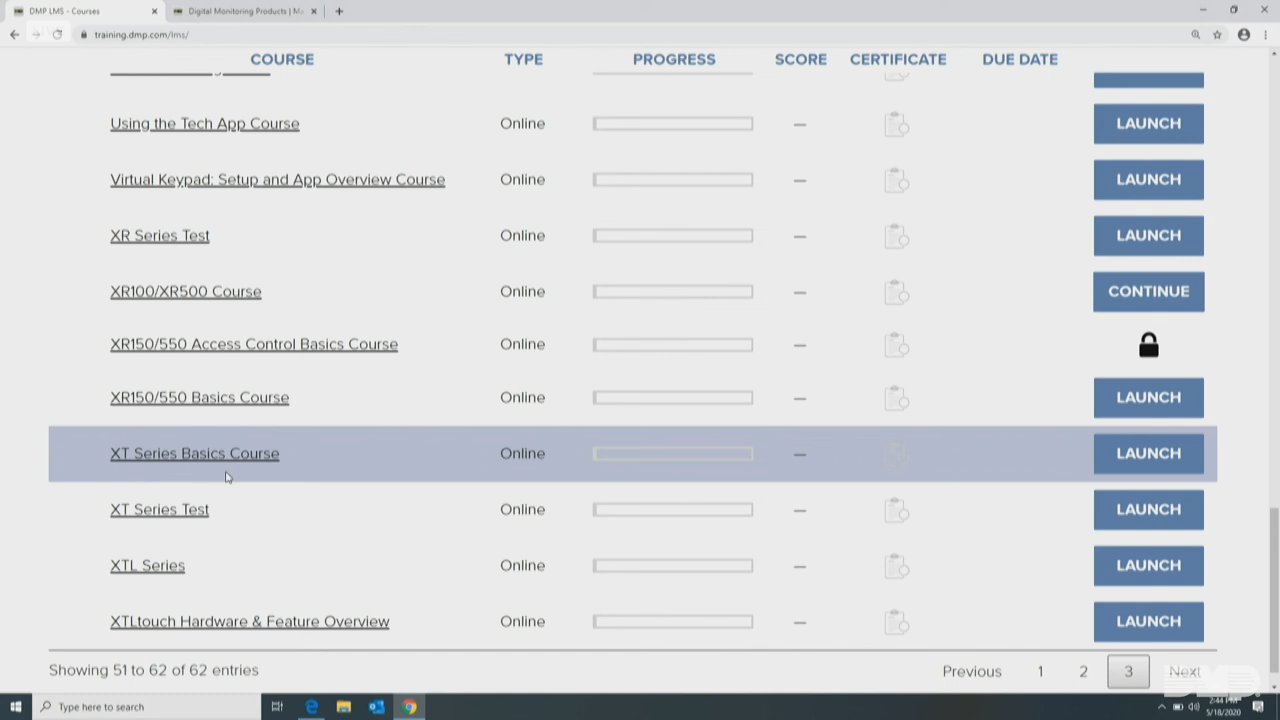 DMP LMS - Courses
Digital Monitoring Products | M
training.dmp.com/lms/
COURSE TYPE PROGRESS SCORE CERTIFICATE DUE DATE
Using the Tech App Course Online — LAUNCH
Virtual Keypad: Setup and App Overview Course Online — LAUNCH
XR Series Test Online — LAUNCH
XR100/XR500 Course Online — CONTINUE
XR150/550 Access Control Basics Course Online —
XR150/550 Basics Course Online — LAUNCH
XT Series Basics Course Online — LAUNCH
XT Series Test Online — LAUNCH
XTL Series Online — LAUNCH
XTLtouch Hardware & Feature Overview Online — LAUNCH
Showing 51 to 62 of 62 entries Previous 1 2 3 Next
DMP
Type here to search
2:44 PM
5/18/2020